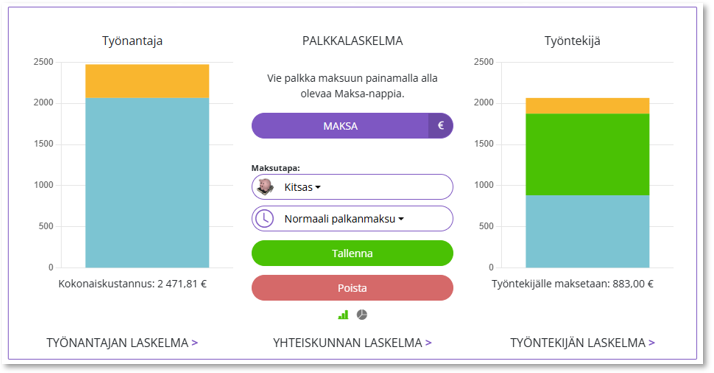 Työnantaja
2500
2000
1500
1000
500
0
Kokonaiskustannus: 2 471,81 €
TYÖNANTAJAN LASKELMA >
PALKKALASKELMA
Vie palkka maksuun painamalla alla
olevaa Maksa-nappia.
MAKSA €
Maksutapa:
Kitsas
Normaali palkanmaksu
Tallenna
Poista
YHTEISKUNNAN LASKELMA >
Työntekijä
2500
2000
1500
1000
500
0
Työntekijälle maksetaan: 883,00 €
TYÖNTEKIJÄN LASKELMA >